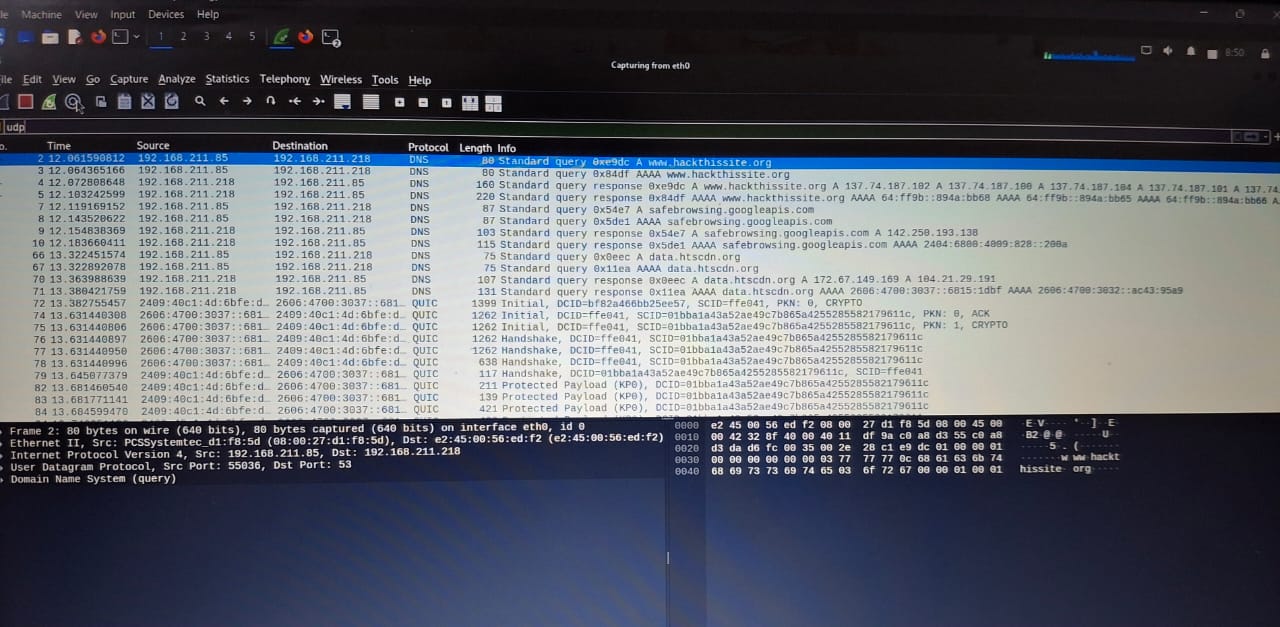 le Machine View Input Devices Help
1 2 3 4 5 2 8:50
Capturing from eth0
ile Edit View Go Capture Analyze Statistics Telephony Wireless Tools Help
udp
o. Time Source Destination Protocol Length Info
2 12.061590812 192.168.211.85 192.168.211.218 DNS 80 Standard query 0xe9dc A www.hackthissite.org
3 12.064365166 192.168.211.85 192.168.211.218 DNS 80 Standard query 0x84df AAAA www.hackthissite.org
4 12.072808648 192.168.211.218 192.168.211.85 DNS 160 Standard query response 0xe9dc A www.hackthissite.org A 137.74.187.102 A 137.74.187.100 A 137.74.187.104 A 137.74.187.101 A 137.74
5 12.103242599 192.168.211.218 192.168.211.85 DNS 220 Standard query response 0x84df AAAA www.hackthissite.org AAAA 64:ff9b::894a:bb68 AAAA 64:ff9b::894a:bb65 AAAA 64:ff9b::894a:bb66 A
7 12.119169152 192.168.211.85 192.168.211.218 DNS 87 Standard query 0x54e7 A safebrowsing.googleapis.com
8 12.143520622 192.168.211.85 192.168.211.218 DNS 87 Standard query 0x5de1 AAAA safebrowsing.googleapis.com
9 12.154838369 192.168.211.218 192.168.211.85 DNS 103 Standard query response 0x54e7 A safebrowsing.googleapis.com A 142.250.193.138
10 12.183660411 192.168.211.218 192.168.211.85 DNS 115 Standard query response 0x5de1 AAAA safebrowsing.googleapis.com AAAA 2404:6800:4009:828::200a
66 13.322451574 192.168.211.85 192.168.211.218 DNS 75 Standard query 0x0eec A data.htscdn.org
67 13.322892078 192.168.211.85 192.168.211.218 DNS 75 Standard query 0x11ea AAAA data.htscdn.org
70 13.363988639 192.168.211.218 192.168.211.85 DNS 107 Standard query response 0x0eec A data.htscdn.org A 172.67.149.169 A 104.21.29.191
71 13.380421759 192.168.211.218 192.168.211.85 DNS 131 Standard query response 0x11ea AAAA data.htscdn.org AAAA 2606:4700:3037::6815:1dbf AAAA 2606:4700:3032::ac43:95a9
72 13.382755457 2409:40c1:4d:6bfe:d… 2606:4700:3037::681… QUIC 1399 Initial, DCID=bf82a466bb25ee57, SCID=ffe041, PKN: 0, CRYPTO
74 13.631440308 2606:4700:3037::681… 2409:40c1:4d:6bfe:d… QUIC 1262 Initial, DCID=ffe041, SCID=01bba1a43a52ae49c7b865a4255285582179611c, PKN: 0, ACK
75 13.631440806 2606:4700:3037::681… 2409:40c1:4d:6bfe:d… QUIC 1262 Initial, DCID=ffe041, SCID=01bba1a43a52ae49c7b865a4255285582179611c, PKN: 1, CRYPTO
76 13.631440897 2606:4700:3037::681… 2409:40c1:4d:6bfe:d… QUIC 1262 Handshake, DCID=ffe041, SCID=01bba1a43a52ae49c7b865a4255285582179611c
77 13.631440950 2606:4700:3037::681… 2409:40c1:4d:6bfe:d… QUIC 1262 Handshake, DCID=ffe041, SCID=01bba1a43a52ae49c7b865a4255285582179611c
78 13.631440996 2606:4700:3037::681… 2409:40c1:4d:6bfe:d… QUIC 638 Handshake, DCID=ffe041, SCID=01bba1a43a52ae49c7b865a4255285582179611c
79 13.645077379 2409:40c1:4d:6bfe:d… 2606:4700:3037::681… QUIC 117 Handshake, DCID=01bba1a43a52ae49c7b865a4255285582179611c, SCID=ffe041
82 13.681460540 2409:40c1:4d:6bfe:d… 2606:4700:3037::681… QUIC 211 Protected Payload (KP0), DCID=01bba1a43a52ae49c7b865a4255285582179611c
83 13.681771141 2409:40c1:4d:6bfe:d… 2606:4700:3037::681… QUIC 139 Protected Payload (KP0), DCID=01bba1a43a52ae49c7b865a4255285582179611c
84 13.684599470 2409:40c1:4d:6bfe:d… 2606:4700:3037::681… QUIC 421 Protected Payload (KP0), DCID=01bba1a43a52ae49c7b865a4255285582179611c
Frame 2: 80 bytes on wire (640 bits), 80 bytes captured (640 bits) on interface eth0, id 0
Ethernet II, Src: PCSSystemtec_d1:f8:5d (08:00:27:d1:f8:5d), Dst: e2:45:00:56:ed:f2 (e2:45:00:56:ed:f2)
Internet Protocol Version 4, Src: 192.168.211.85, Dst: 192.168.211.218
User Datagram Protocol, Src Port: 55036, Dst Port: 53
Domain Name System (query)
0000 e2 45 00 56 ed f2 08 00 27 d1 f8 5d 08 00 45 00 ·E·V····'··]··E·
0010 00 42 32 8f 40 00 40 11 df 9a c0 a8 d3 55 c0 a8 ·B2·@·@······U··
0020 d3 da d6 fc 00 35 00 2e 28 c1 e9 dc 01 00 00 01 ·····5·.(·······
0030 00 00 00 00 00 00 03 77 77 77 0c 68 61 63 6b 74 ·······www·hackt
0040 68 69 73 73 69 74 65 03 6f 72 67 00 00 01 00 01 hissite·org·····